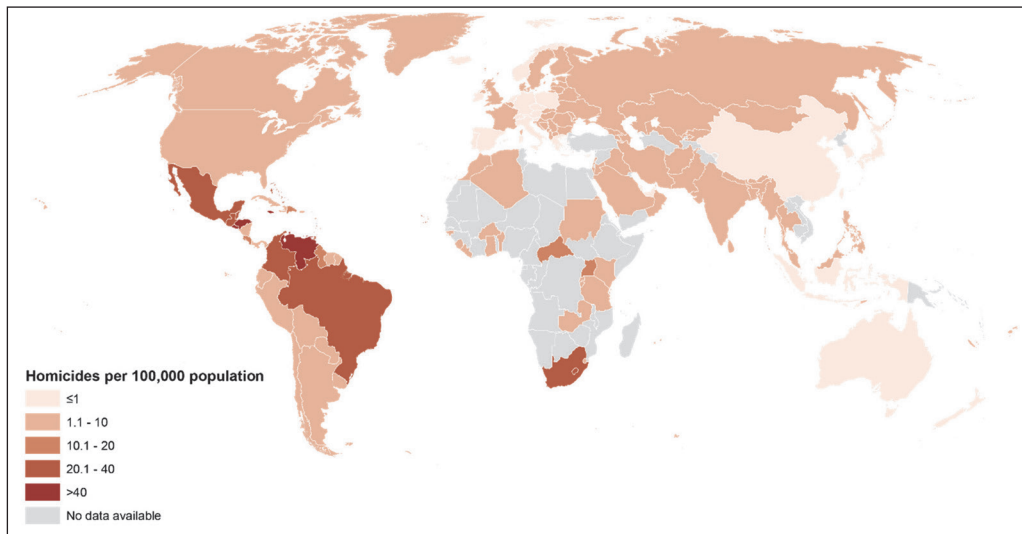 Homicides per 100,000 population
≤1
1.1 - 10
10.1 - 20
20.1 - 40
>40
No data available